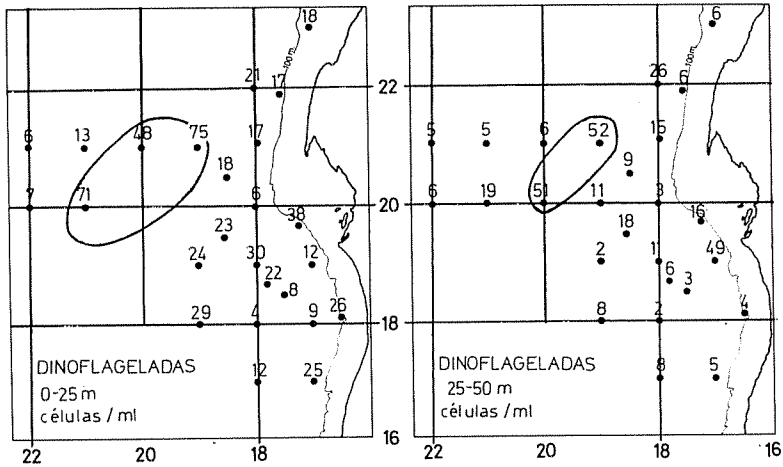 18
100 m
21 17
22
6 13 48 75 17
18
7 71 6
20
38
23
24 30 12
22 8
29 4 9 26
18
12 25
DINOFLAGELADAS
0-25 m
células / ml
16
22 20 18
6
100 m
26 6
5 5 6 52 15
9
6 19 51 11 3
16
18
2 11 49
6 3
8 2 4
8 5
DINOFLAGELADAS
25-50 m
células / ml
22 20 18 16